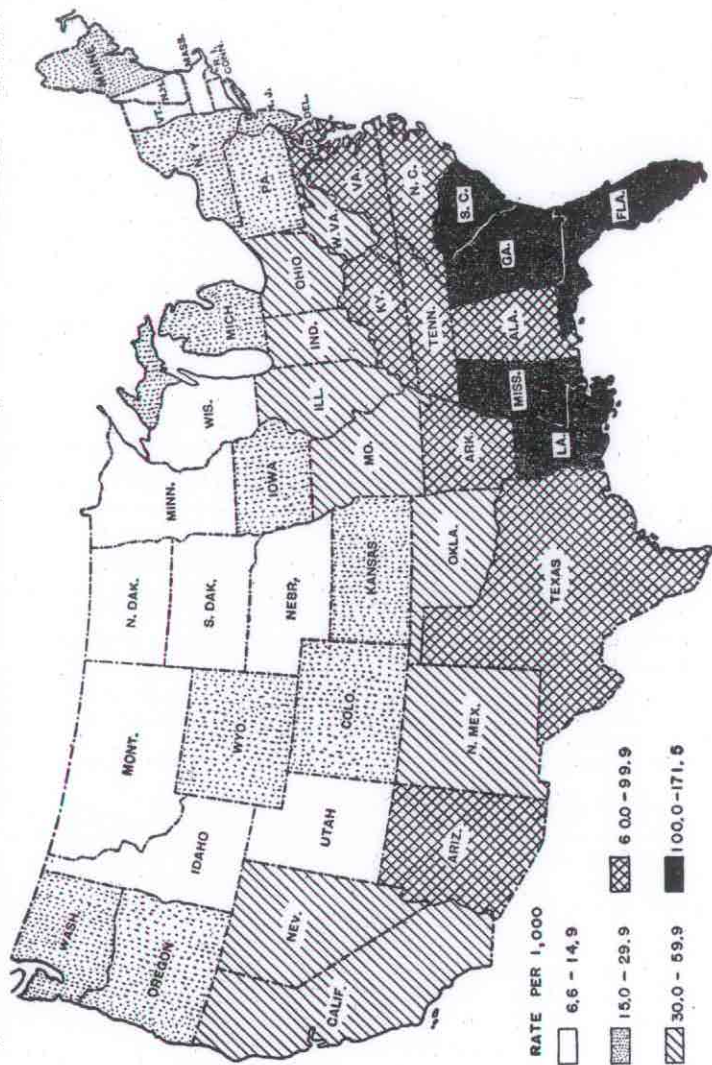 WASH.
OREGON
CALIF.
NEV.
IDAHO
MONT.
WYO.
UTAH
ARIZ.
COLO.
N. MEX.
N. DAK.
S. DAK.
NEBR.
KANSAS
OKLA.
TEXAS
MINN.
IOWA
MO.
ARK.
LA.
WIS.
ILL.
MISS.
MICH.
IND.
OHIO
KY.
TENN.
ALA.
GA.
FLA.
S. C.
N. C.
VA.
W. VA.
PA.
N. Y.
VT.
N.H.
MAINE
MASS.
R. I.
CONN.
N. J.
DEL.
RATE PER 1,000
6.6 - 14.9
15.0 - 29.9
30.0 - 59.9
60.0 - 99.9
100.0 - 171.5